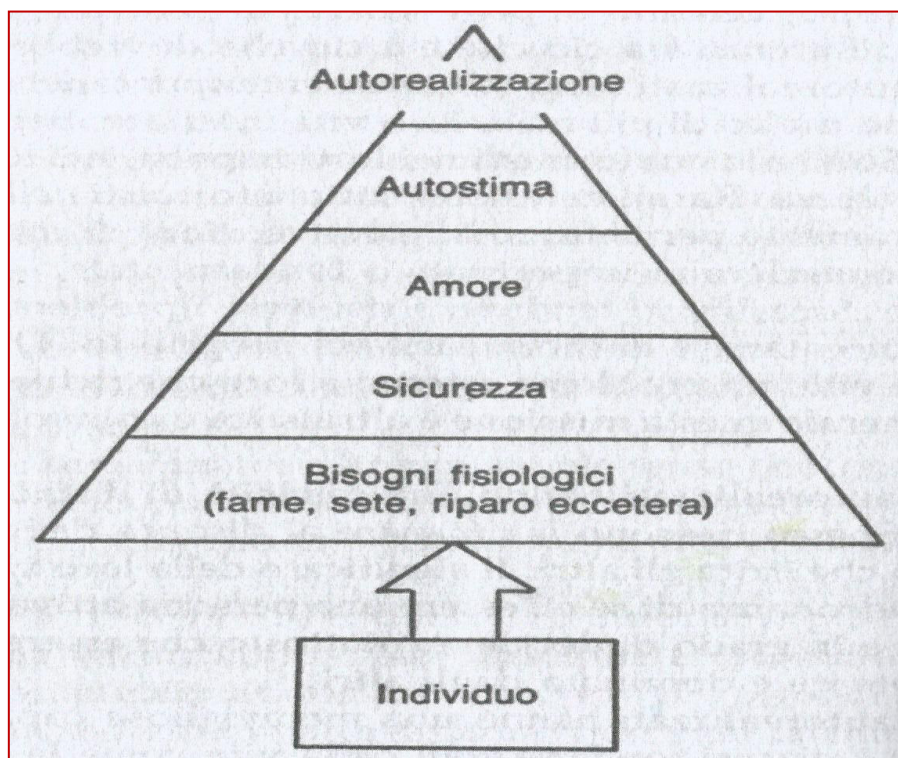 Autorealizzazione
Autostima
Amore
Sicurezza
Bisogni fisiologici
(fame, sete, riparo eccetera)
Individuo